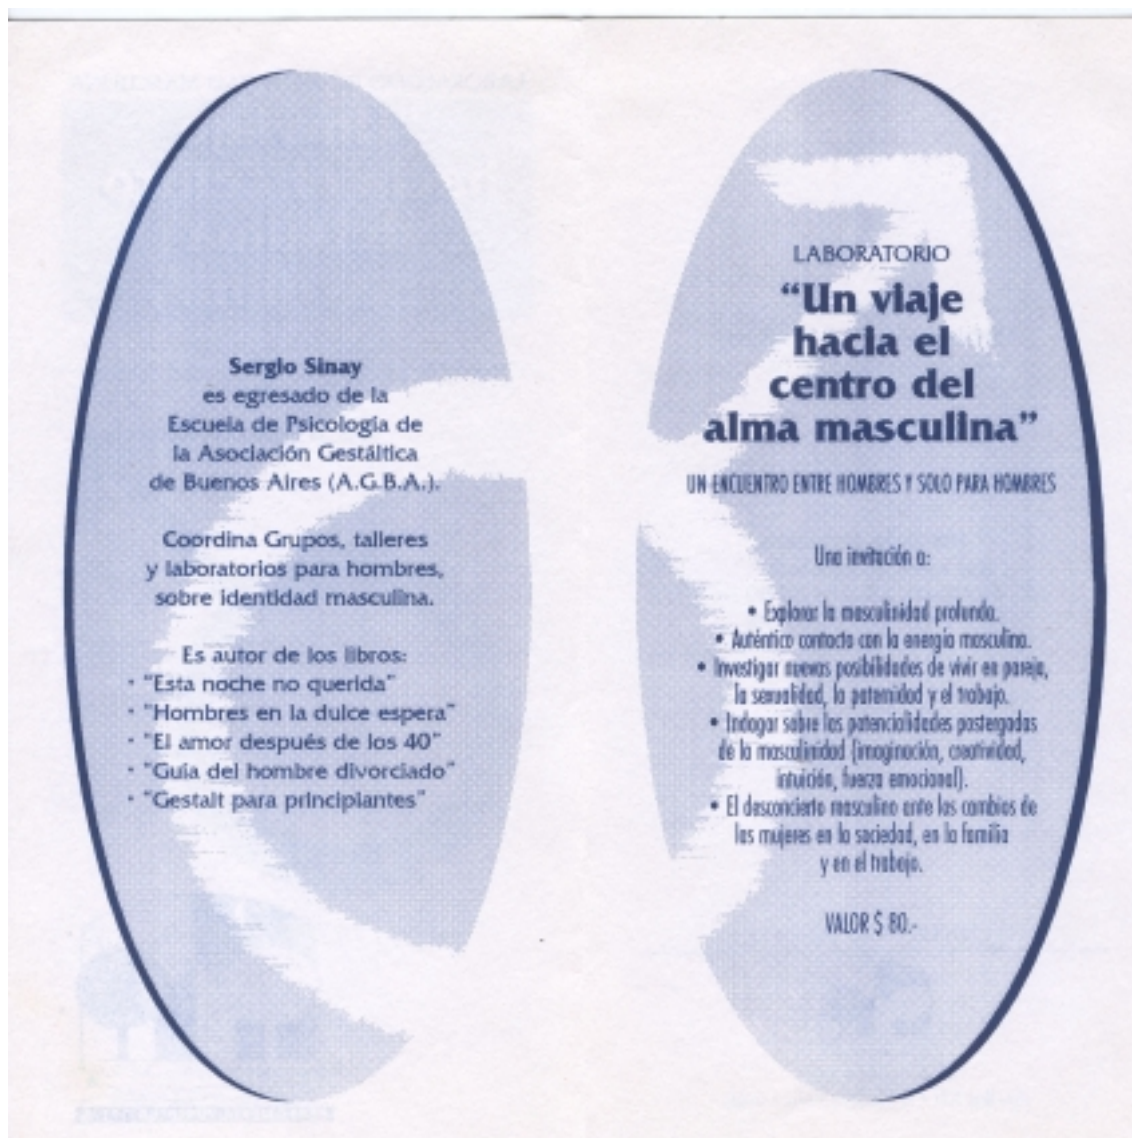 Sergio Sinay
es egresado de la
Escuela de Psicología de
la Asociación Gestáltica
de Buenos Aires (A.G.B.A.).
Coordina Grupos, talleres
y laboratorios para hombres,
sobre identidad masculina.
Es autor de los libros:
· "Esta noche no querida"
· "Hombres en la dulce espera"
· "El amor después de los 40"
· "Guía del hombre divorciado"
· "Gestalt para principiantes"
LABORATORIO
“Un viaje
hacia el
centro del
alma masculina”
UN ENCUENTRO ENTRE HOMBRES Y SOLO PARA HOMBRES
Una invitación a:
• Explorar la masculinidad profunda.
• Auténtico contacto con la energía masculina.
• Investigar nuevas posibilidades de vivir en pareja,
la sexualidad, la paternidad y el trabajo.
• Indagar sobre las potencialidades postergadas
de la masculinidad (imaginación, creatividad,
intuición, fuerza emocional).
• El desconcierto masculino ante los cambios de
las mujeres en la sociedad, en la familia
y en el trabajo.
VALOR $ 80.-